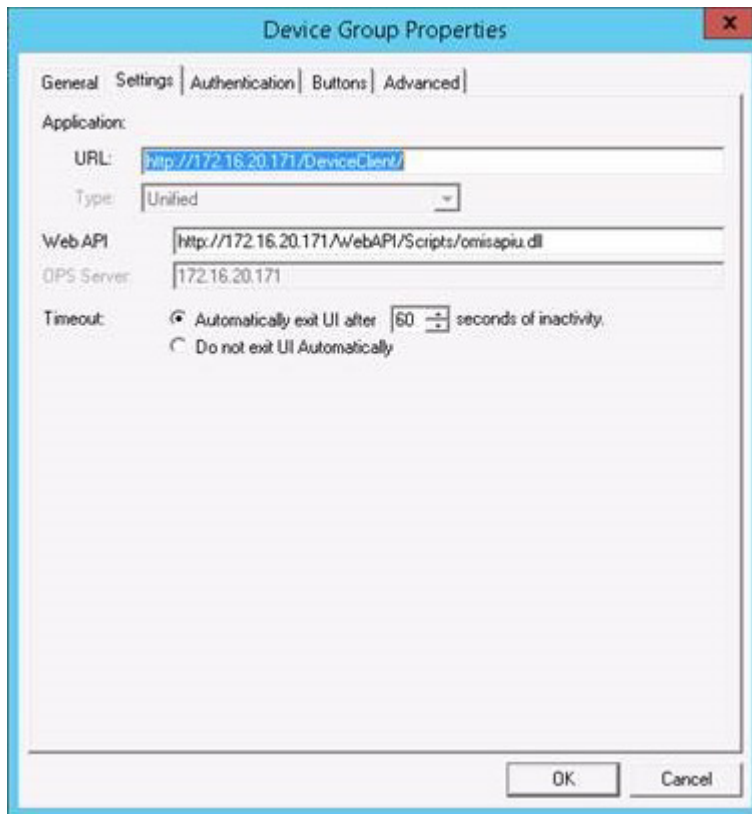 Device Group Properties
x
General Settings Authentication Buttons Advanced
Application:
URL: http://172.16.20.171/DeviceClient/
Type: Unified
Web API http://172.16.20.171/WebAPI/Scripts/omisapiu.dll
OPS Server: 172.16.20.171
Timeout: Automatically exit UI after 60 seconds of inactivity.
Do not exit UI Automatically
OK Cancel